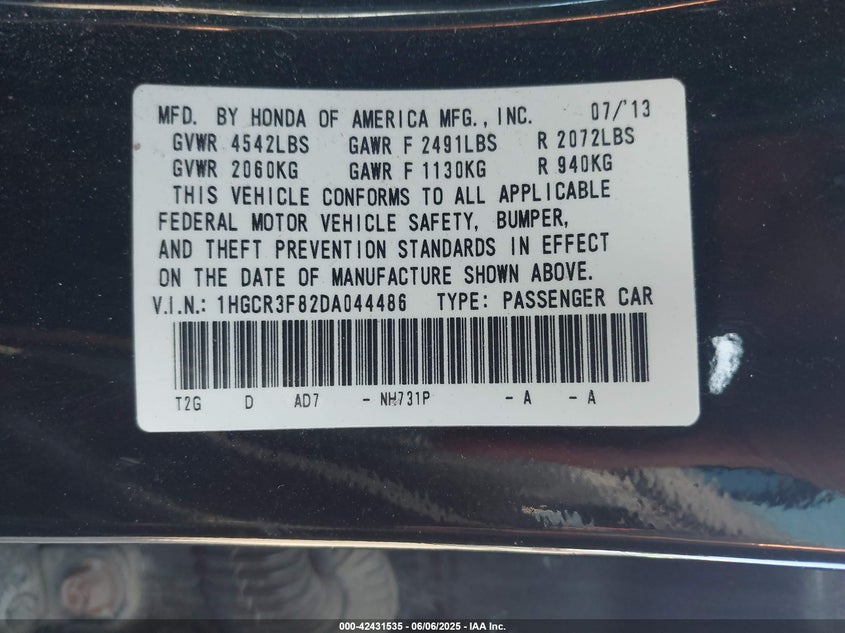 MFD. BY HONDA OF AMERICA MFG., INC. 07/'13
GVWR 4542LBS GAWR F 2491LBS R 2072LBS
GVWR 2060KG GAWR F 1130KG R 940KG
THIS VEHICLE CONFORMS TO ALL APPLICABLE
FEDERAL MOTOR VEHICLE SAFETY, BUMPER,
AND THEFT PREVENTION STANDARDS IN EFFECT
ON THE DATE OF MANUFACTURE SHOWN ABOVE.
V.I.N.: 1HGCR3F82DA044486 TYPE: PASSENGER CAR
T2G D AD7 - NH731P - A - A
000-42431535 - 06/06/2025 - IAA Inc.